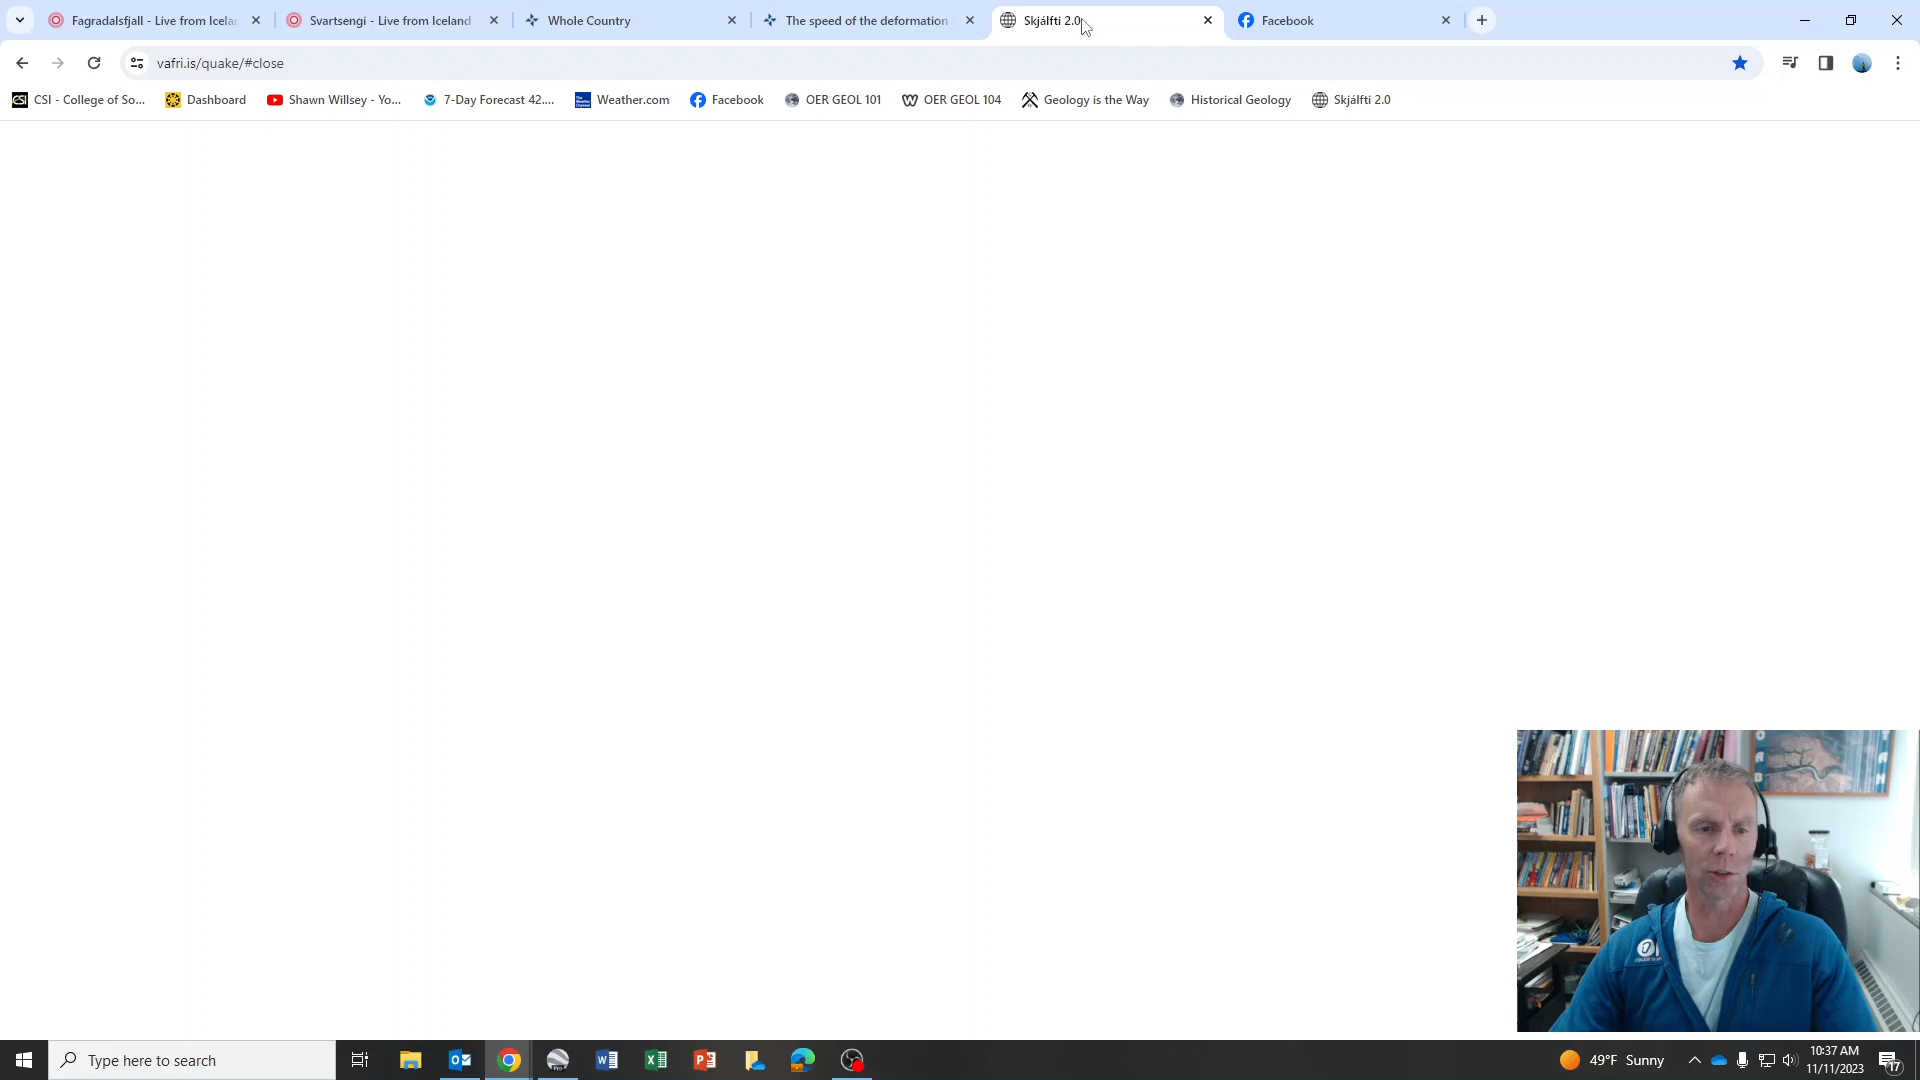 Fagradalsfjall - Live from Icelan
Svartsengi - Live from Iceland
Whole Country
The speed of the deformation
Skjálfti 2.0
Facebook
vafri.is/quake/#close
CSI - College of So...
Dashboard
Shawn Willsey - Yo...
7-Day Forecast 42....
Weather.com
Facebook
OER GEOL 101
OER GEOL 104
Geology is the Way
Historical Geology
Skjálfti 2.0
Type here to search
49°F Sunny
10:37 AM
11/11/2023
17